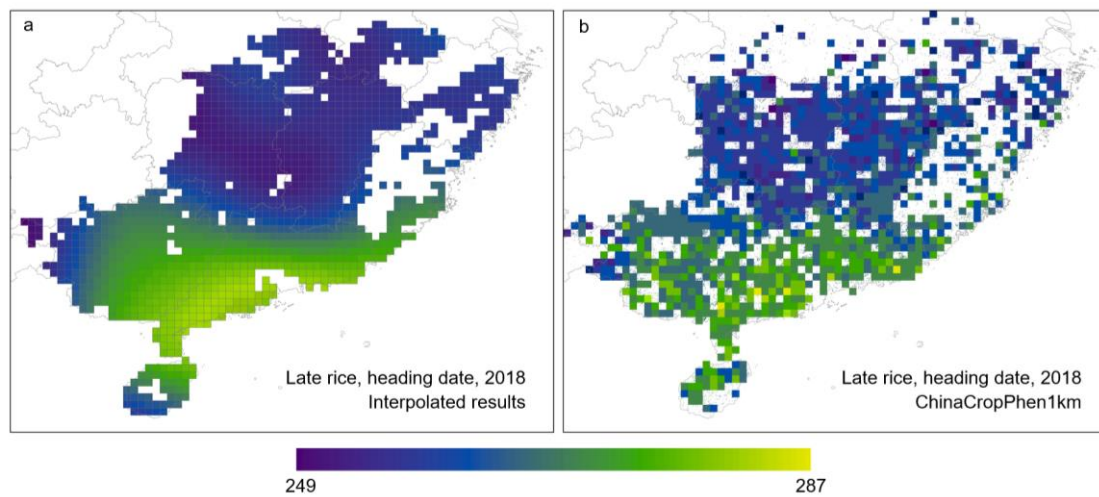 a
Late rice, heading date, 2018
Interpolated results
b
Late rice, heading date, 2018
ChinaCropPhen1km
249
287